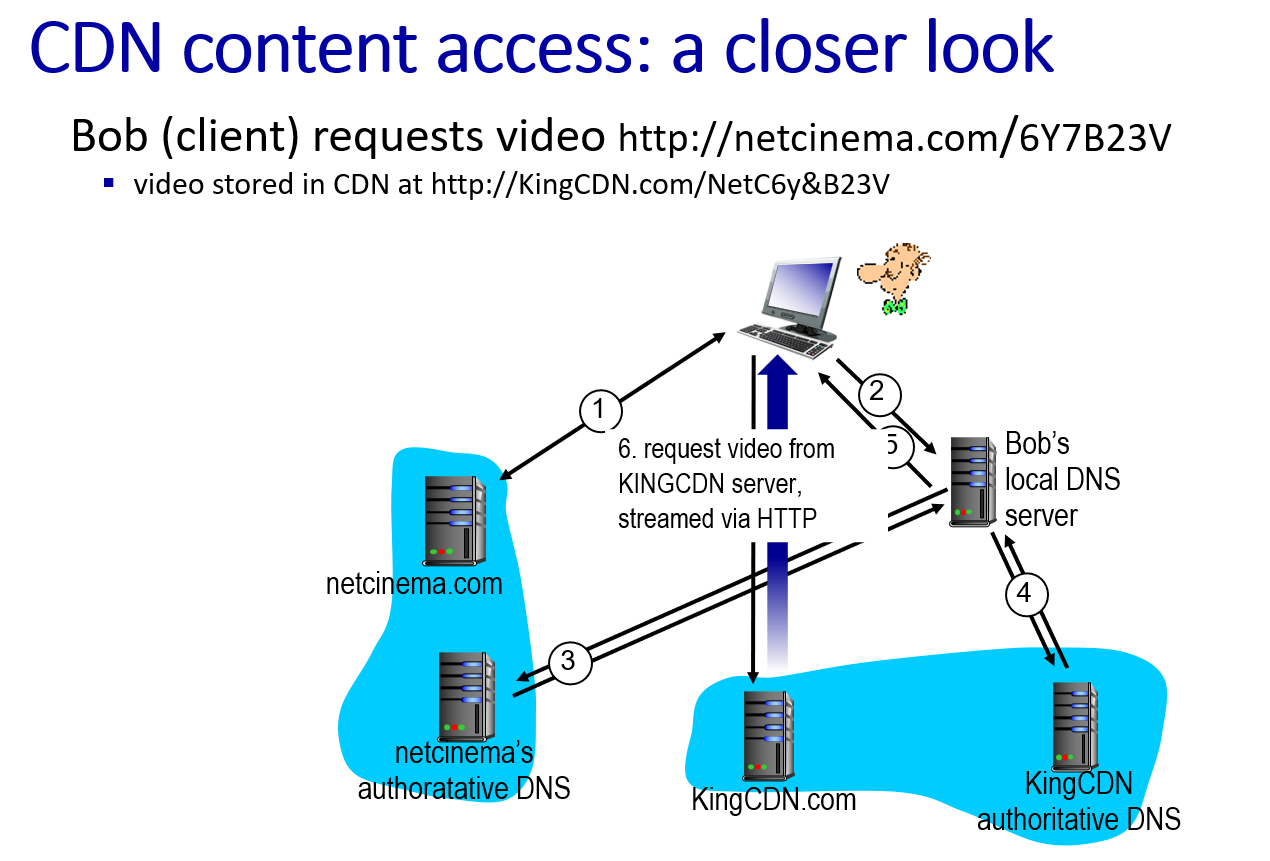 CDN content access: a closer look
Bob (client) requests video http://netcinema.com/6Y7B23V
video stored in CDN at http://KingCDN.com/NetC6y&B23V
1
2
5
6. request video from
KINGCDN server,
streamed via HTTP
Bob's
local DNS
server
netcinema.com
4
3
netcinema's
authoratative DNS
KingCDN.com
KingCDN
authoritative DNS